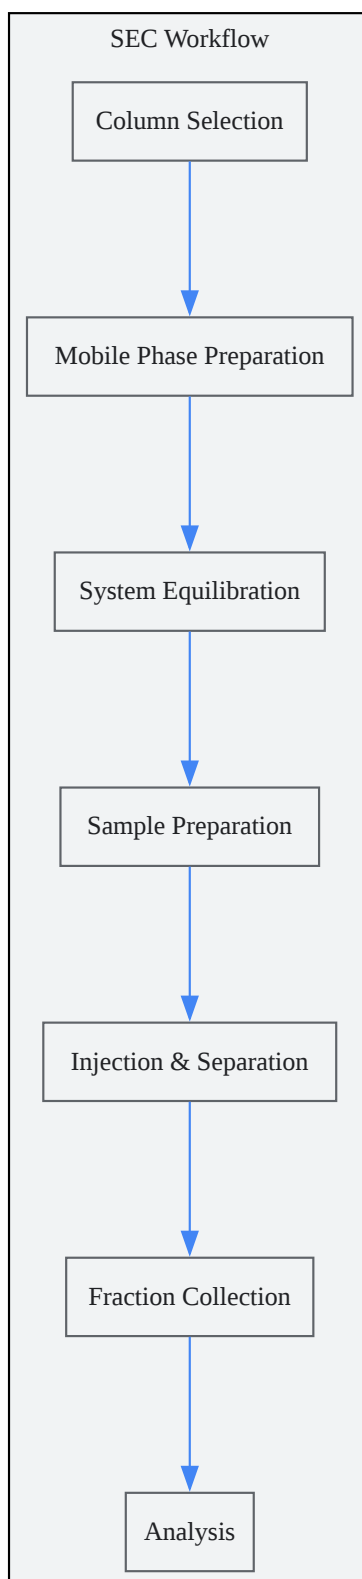 SEC Workflow
Column Selection
Mobile Phase Preparation
System Equilibration
Sample Preparation
Injection & Separation
Fraction Collection
Analysis